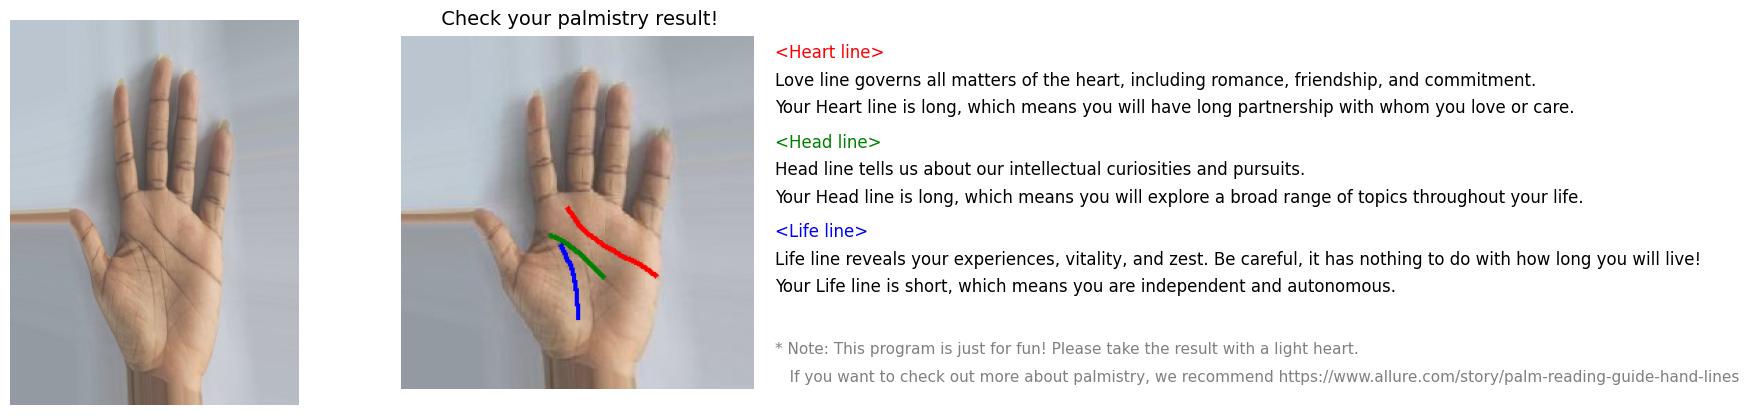 Check your palmistry result!
<Heart line>
Love line governs all matters of the heart, including romance, friendship, and commitment.
Your Heart line is long, which means you will have long partnership with whom you love or care.
<Head line>
Head line tells us about our intellectual curiosities and pursuits.
Your Head line is long, which means you will explore a broad range of topics throughout your life.
<Life line>
Life line reveals your experiences, vitality, and zest. Be careful, it has nothing to do with how long you will live!
Your Life line is short, which means you are independent and autonomous.
* Note: This program is just for fun! Please take the result with a light heart.
If you want to check out more about palmistry, we recommend https://www.allure.com/story/palm-reading-guide-hand-lines